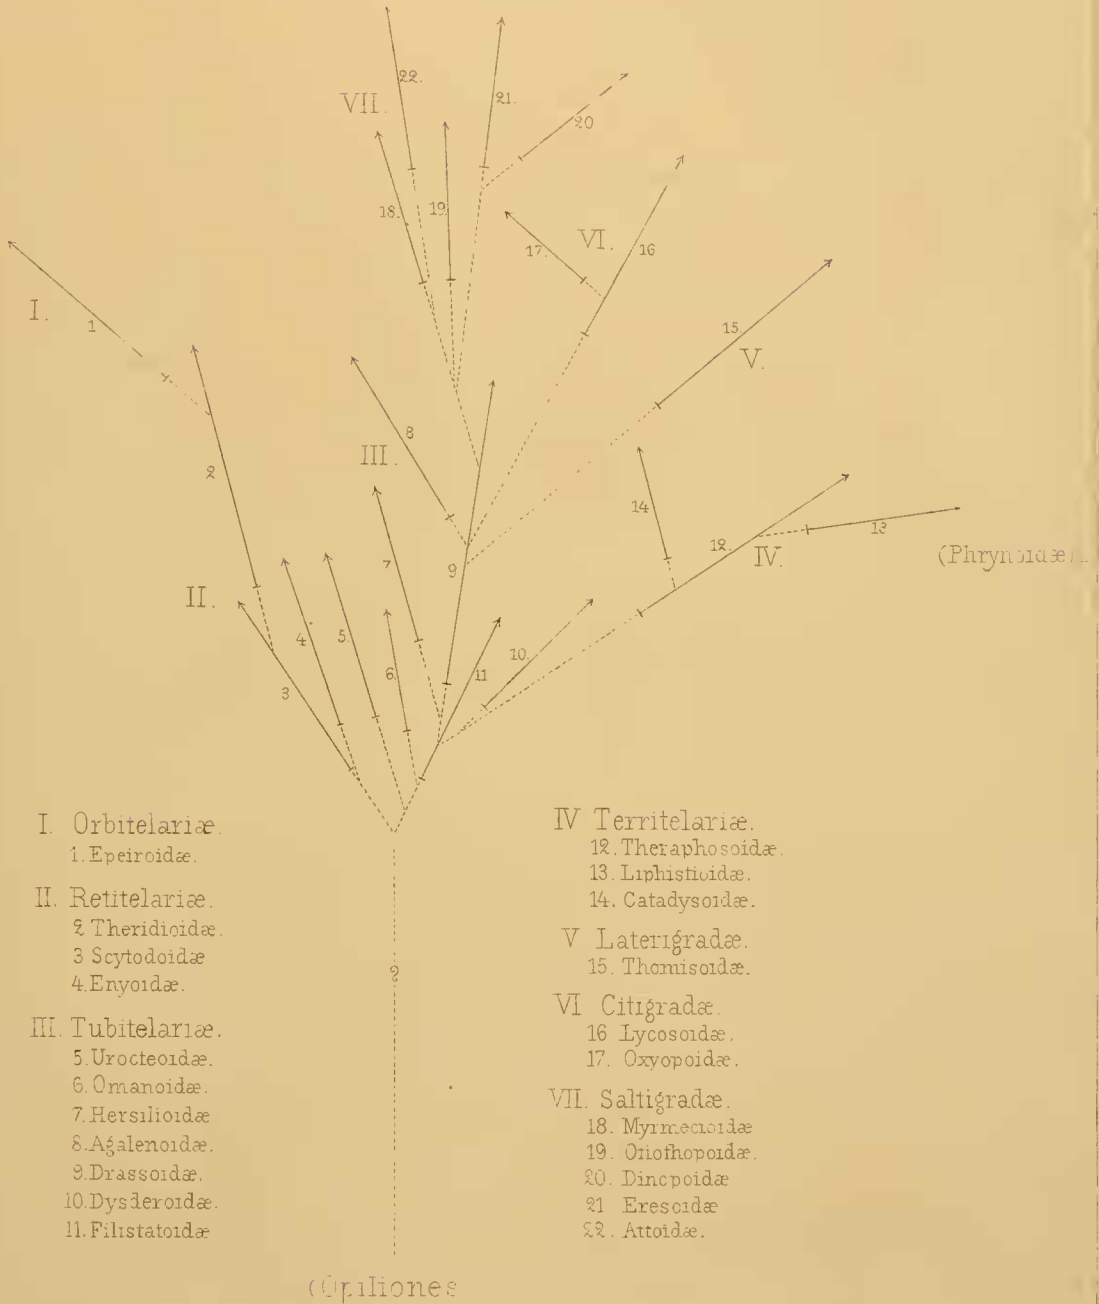 22.
21.
VII.
20
19.
18.
17.
VI.
16
I.
1
15.
V.
8
III.
2
14
12.
13
IV.
7
9
II.
4
5.
6.
11
10.
3
?
I. Orbitelariæ.
1. Epeiroidæ.
II. Retitelariæ.
2 Theridioidæ.
3 Scytodoidæ
4. Enyoidæ.
III. Tubitelariæ.
5. Urocteoidæ.
6. Omanoidæ.
7. Hersilioidæ
8. Agalenoidæ.
9. Drassoidæ.
10. Dysderoidæ.
11. Filistatoidæ
IV Territelariæ.
12. Theraphosoidæ.
13. Liphistioidæ.
14. Catadysoidæ.
V Laterigradæ.
15. Thomisoidæ.
VI Citigradæ.
16 Lycosoidæ.
17. Oxyopoidæ.
VII. Saltigradæ.
18. Myrmecioidæ
19.
20. Dinopoidæ
21 Eresoidæ
22. Attoidæ.
(Opiliones